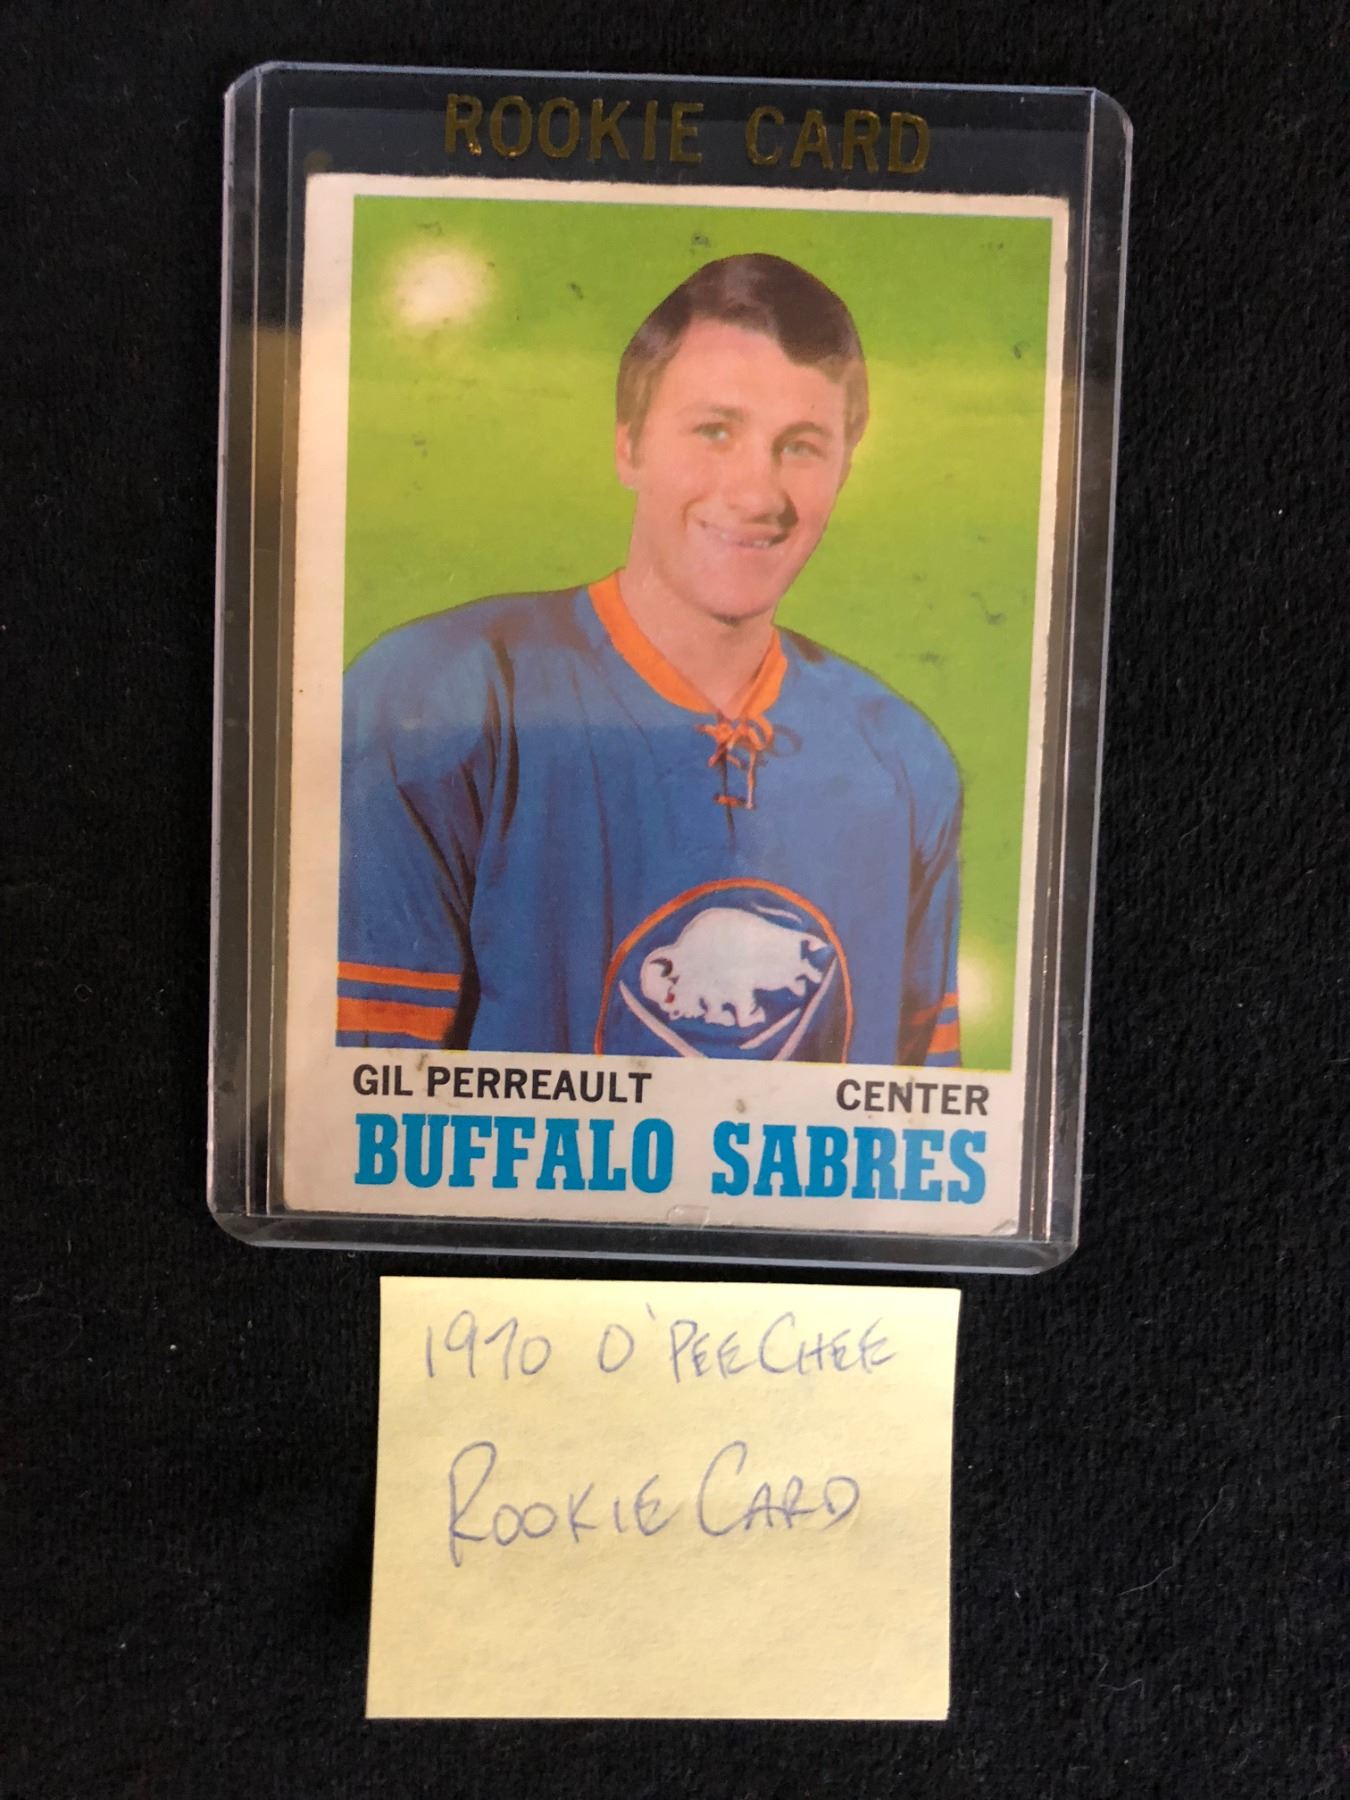 ROOKIE CARD
GIL PERREAULT CENTER
BUFFALO SABRES
1970 O'PEECHEE
ROOKIE CARD